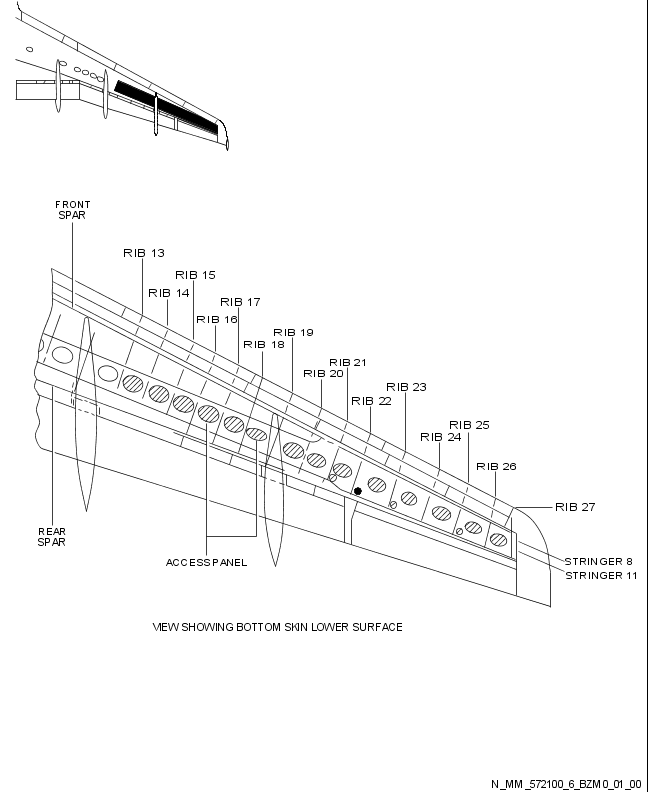 FRONT
SPAR
RIB 13
RIB 15
RIB 14
RIB 17
RIB 16
RIB 19
RIB 18
RIB 21
RIB 20
RIB 23
RIB 22
RIB 25
RIB 24
RIB 26
RIB 27
REAR
SPAR
ACCESS PANEL
STRINGER 8
STRINGER 11
VIEW SHOWING BOTTOM SKIN LOWER SURFACE
N_MM_572100_6_BZM0_01_00